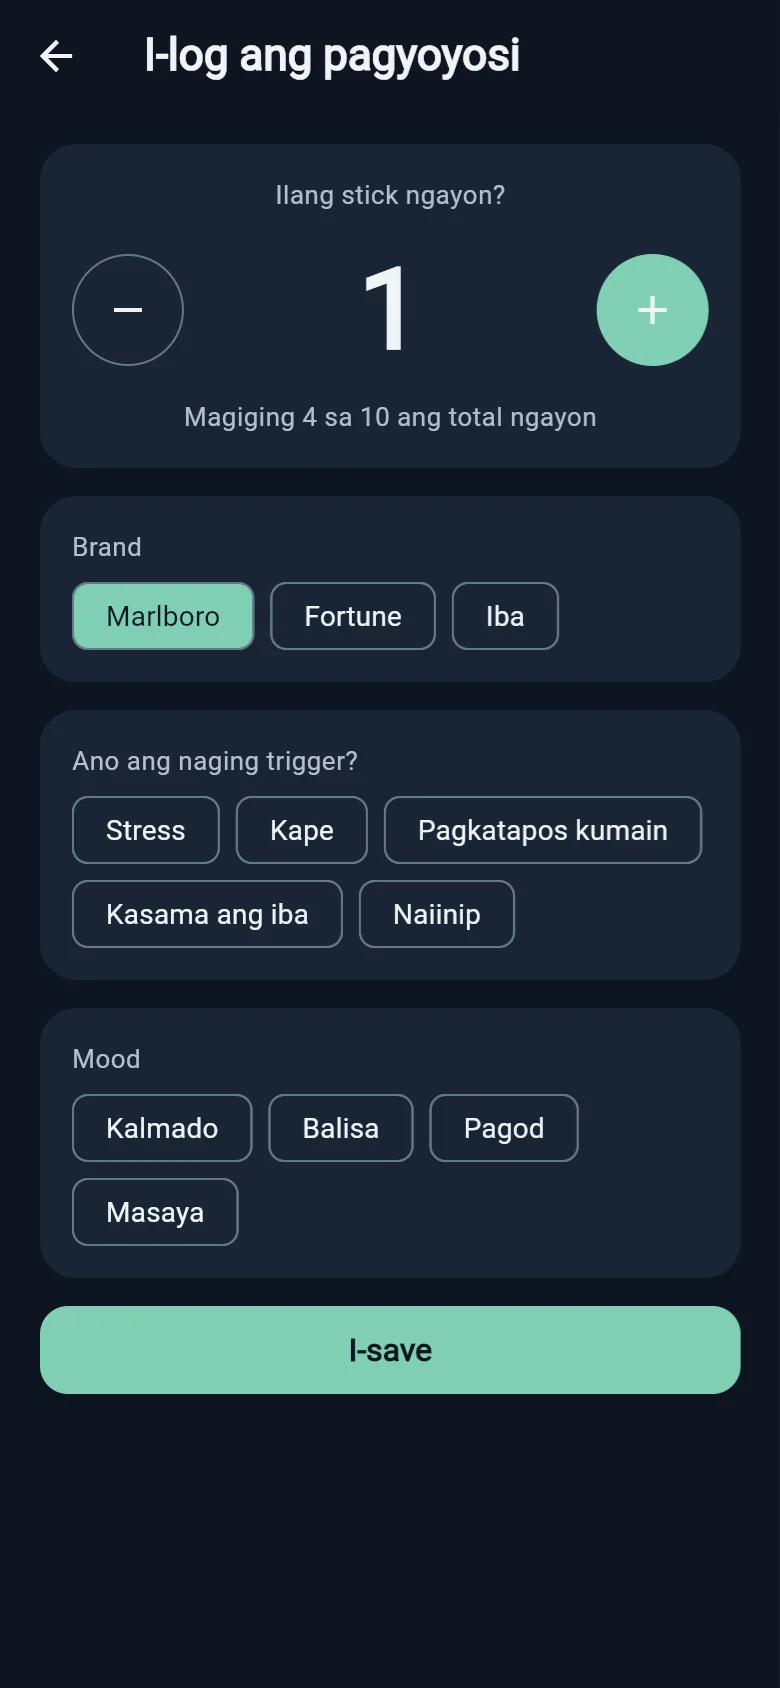 I-log ang pagyoyosi
Ilang stick ngayon?
1
Magiging 4 sa 10 ang total ngayon
Brand
Marlboro
Fortune
Iba
Ano ang naging trigger?
Stress
Kape
Pagkatapos kumain
Kasama ang iba
Naiinip
Mood
Kalmado
Balisa
Pagod
Masaya
I-save